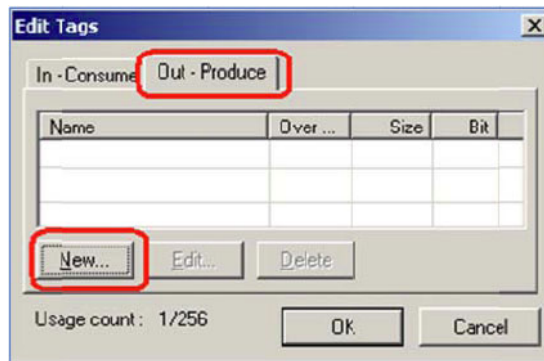 Edit Tags
In - Consume Out - Produce
Name Over ... Size Bit
New... Edit... Delete
Usage count : 1/256 OK Cancel